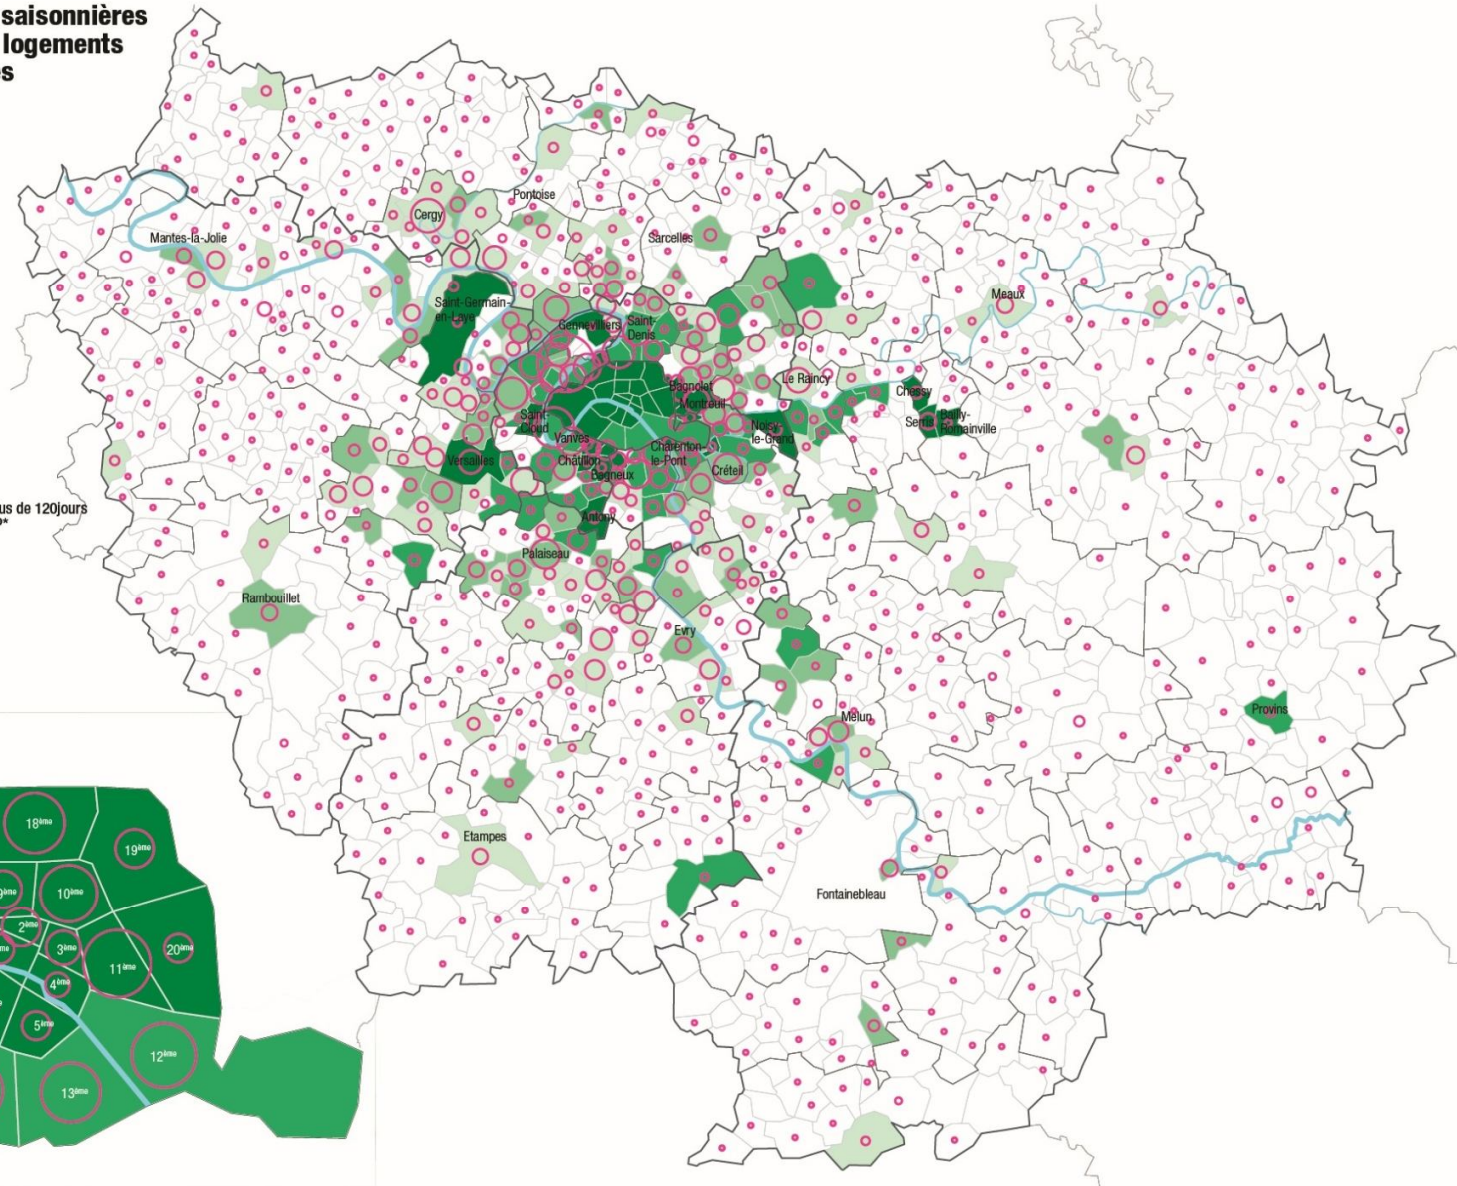 saisonnières
logements
s
Pontoise
Cergy
Mantes-la-Jolie
Sarcelles
Meaux
Saint-Germain-
en-Laye
Gennevilliers
Saint-
Denis
Le Raincy
Bagnolet
Chessy
Montreuil
Saint-
Cloud
Serris
Bailly-
Romainville
Noisy-
le-Grand
Vanves
Charenton-
le-Pont
Versailles
Châtillon
Créteil
Bagneux
us de 120jours
*
Antony
Palaiseau
Rambouillet
Evry
Provins
Melun
Etampes
Fontainebleau
18ème
19ème
10ème
2ème
3ème
11ème
20ème
4ème
5ème
12ème
13ème